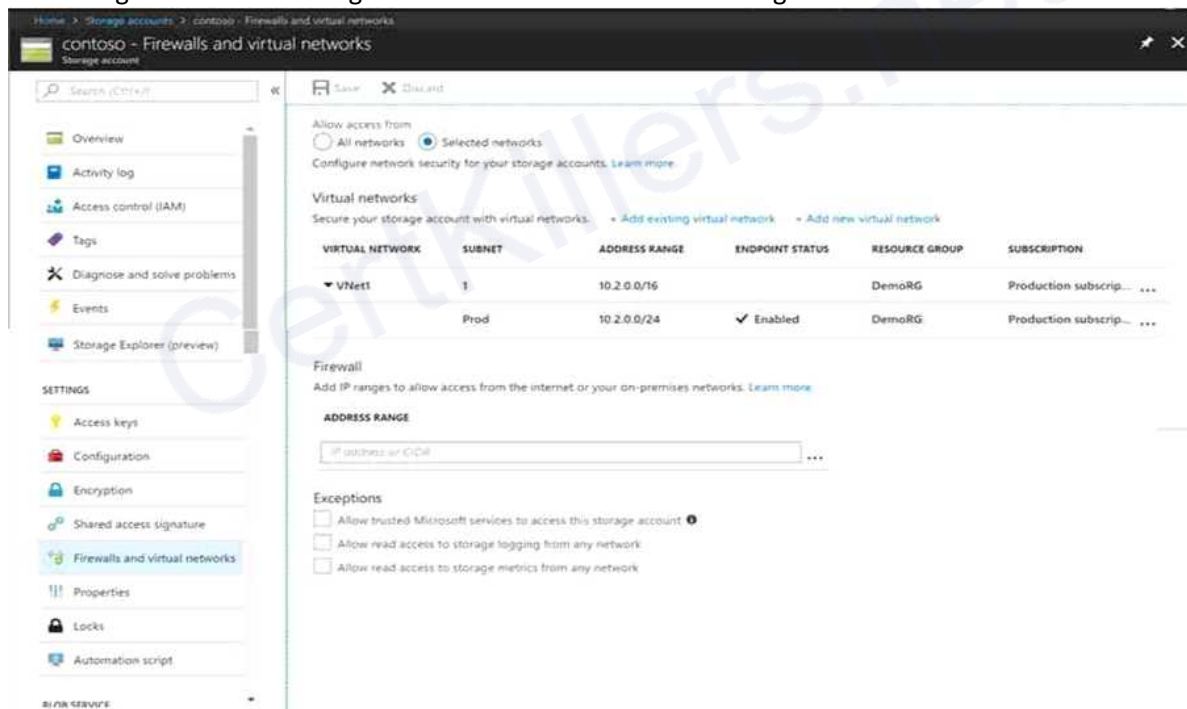 Home > Storage accounts > contoso - Firewalls and virtual networks
contoso - Firewalls and virtual networks
Storage account
Search (Ctrl+/)
Overview
Activity log
Access control (IAM)
Tags
Diagnose and solve problems
Events
Storage Explorer (preview)
SETTINGS
Access keys
Configuration
Encryption
Shared access signature
Firewalls and virtual networks
Properties
Locks
Automation script
BLOB SERVICE
Save Discard
Allow access from
All networks Selected networks
Configure network security for your storage accounts. Learn more
Virtual networks
Secure your storage account with virtual networks. + Add existing virtual network + Add new virtual network
VIRTUAL NETWORK SUBNET ADDRESS RANGE ENDPOINT STATUS RESOURCE GROUP SUBSCRIPTION
VNet1 1 10.2.0.0/16 DemoRG Production subscrip... ...
Prod 10.2.0.0/24 Enabled DemoRG Production subscrip... ...
Firewall
Add IP ranges to allow access from the internet or your on-premises networks. Learn more
ADDRESS RANGE
IP address or CIDR ...
Exceptions
Allow trusted Microsoft services to access this storage account
Allow read access to storage logging from any network
Allow read access to storage metrics from any network